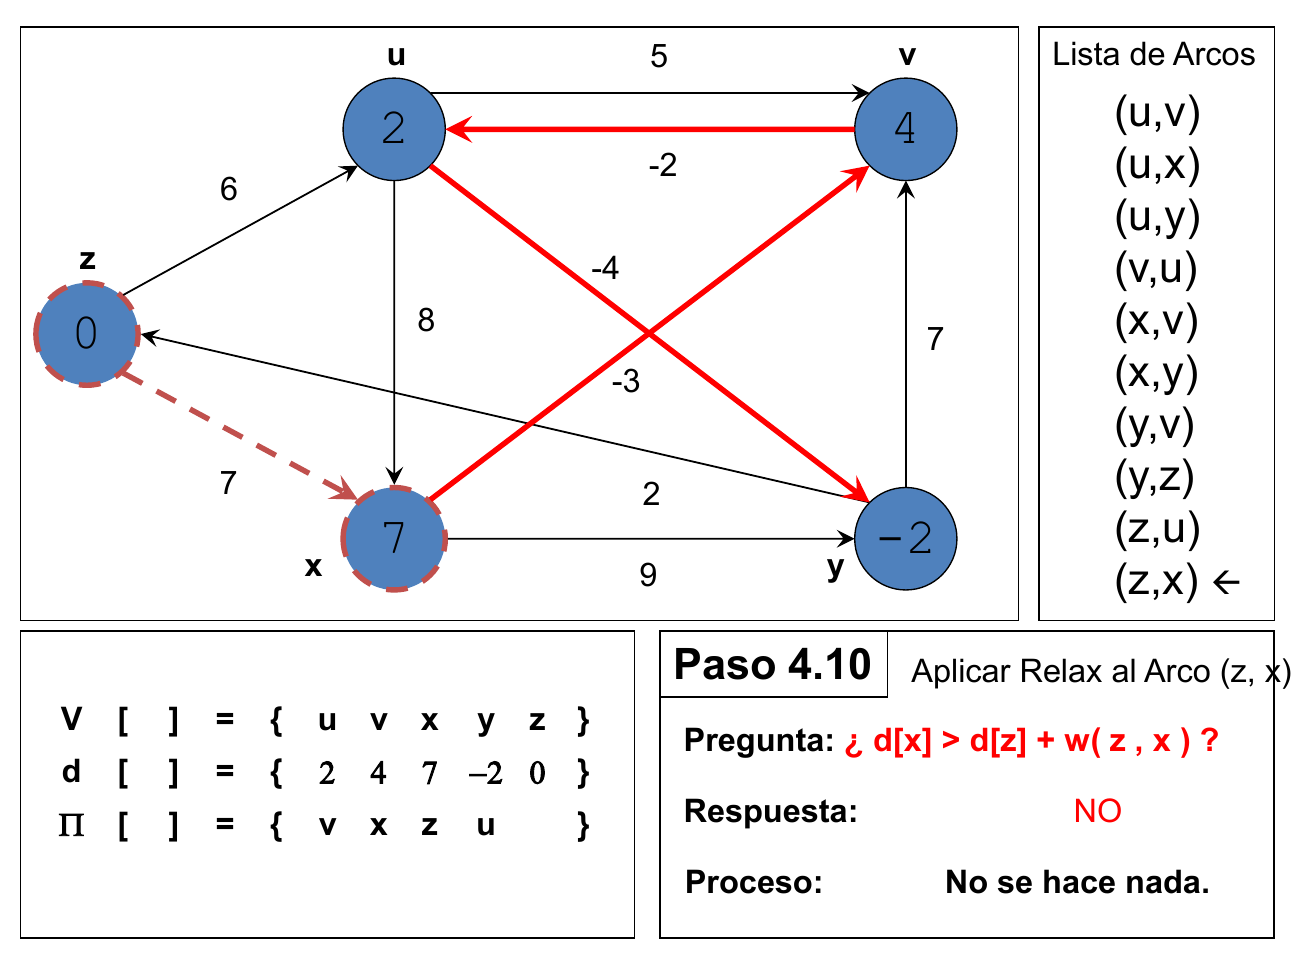 u
5
v
2
4
-2
6
z
-4
0
8
7
-3
7
2
7
-2
x
9
y
Lista de Arcos
(u,v)
(u,x)
(u,y)
(v,u)
(x,v)
(x,y)
(y,v)
(y,z)
(z,u)
(z,x) ←
V [ ] = { u v x y z }
d [ ] = { 2 4 7 –2 0 }
Π [ ] = { v x z u }
Paso 4.10
Aplicar Relax al Arco (z, x)
Pregunta: ¿ d[x] > d[z] + w( z , x ) ?
Respuesta: NO
Proceso: No se hace nada.